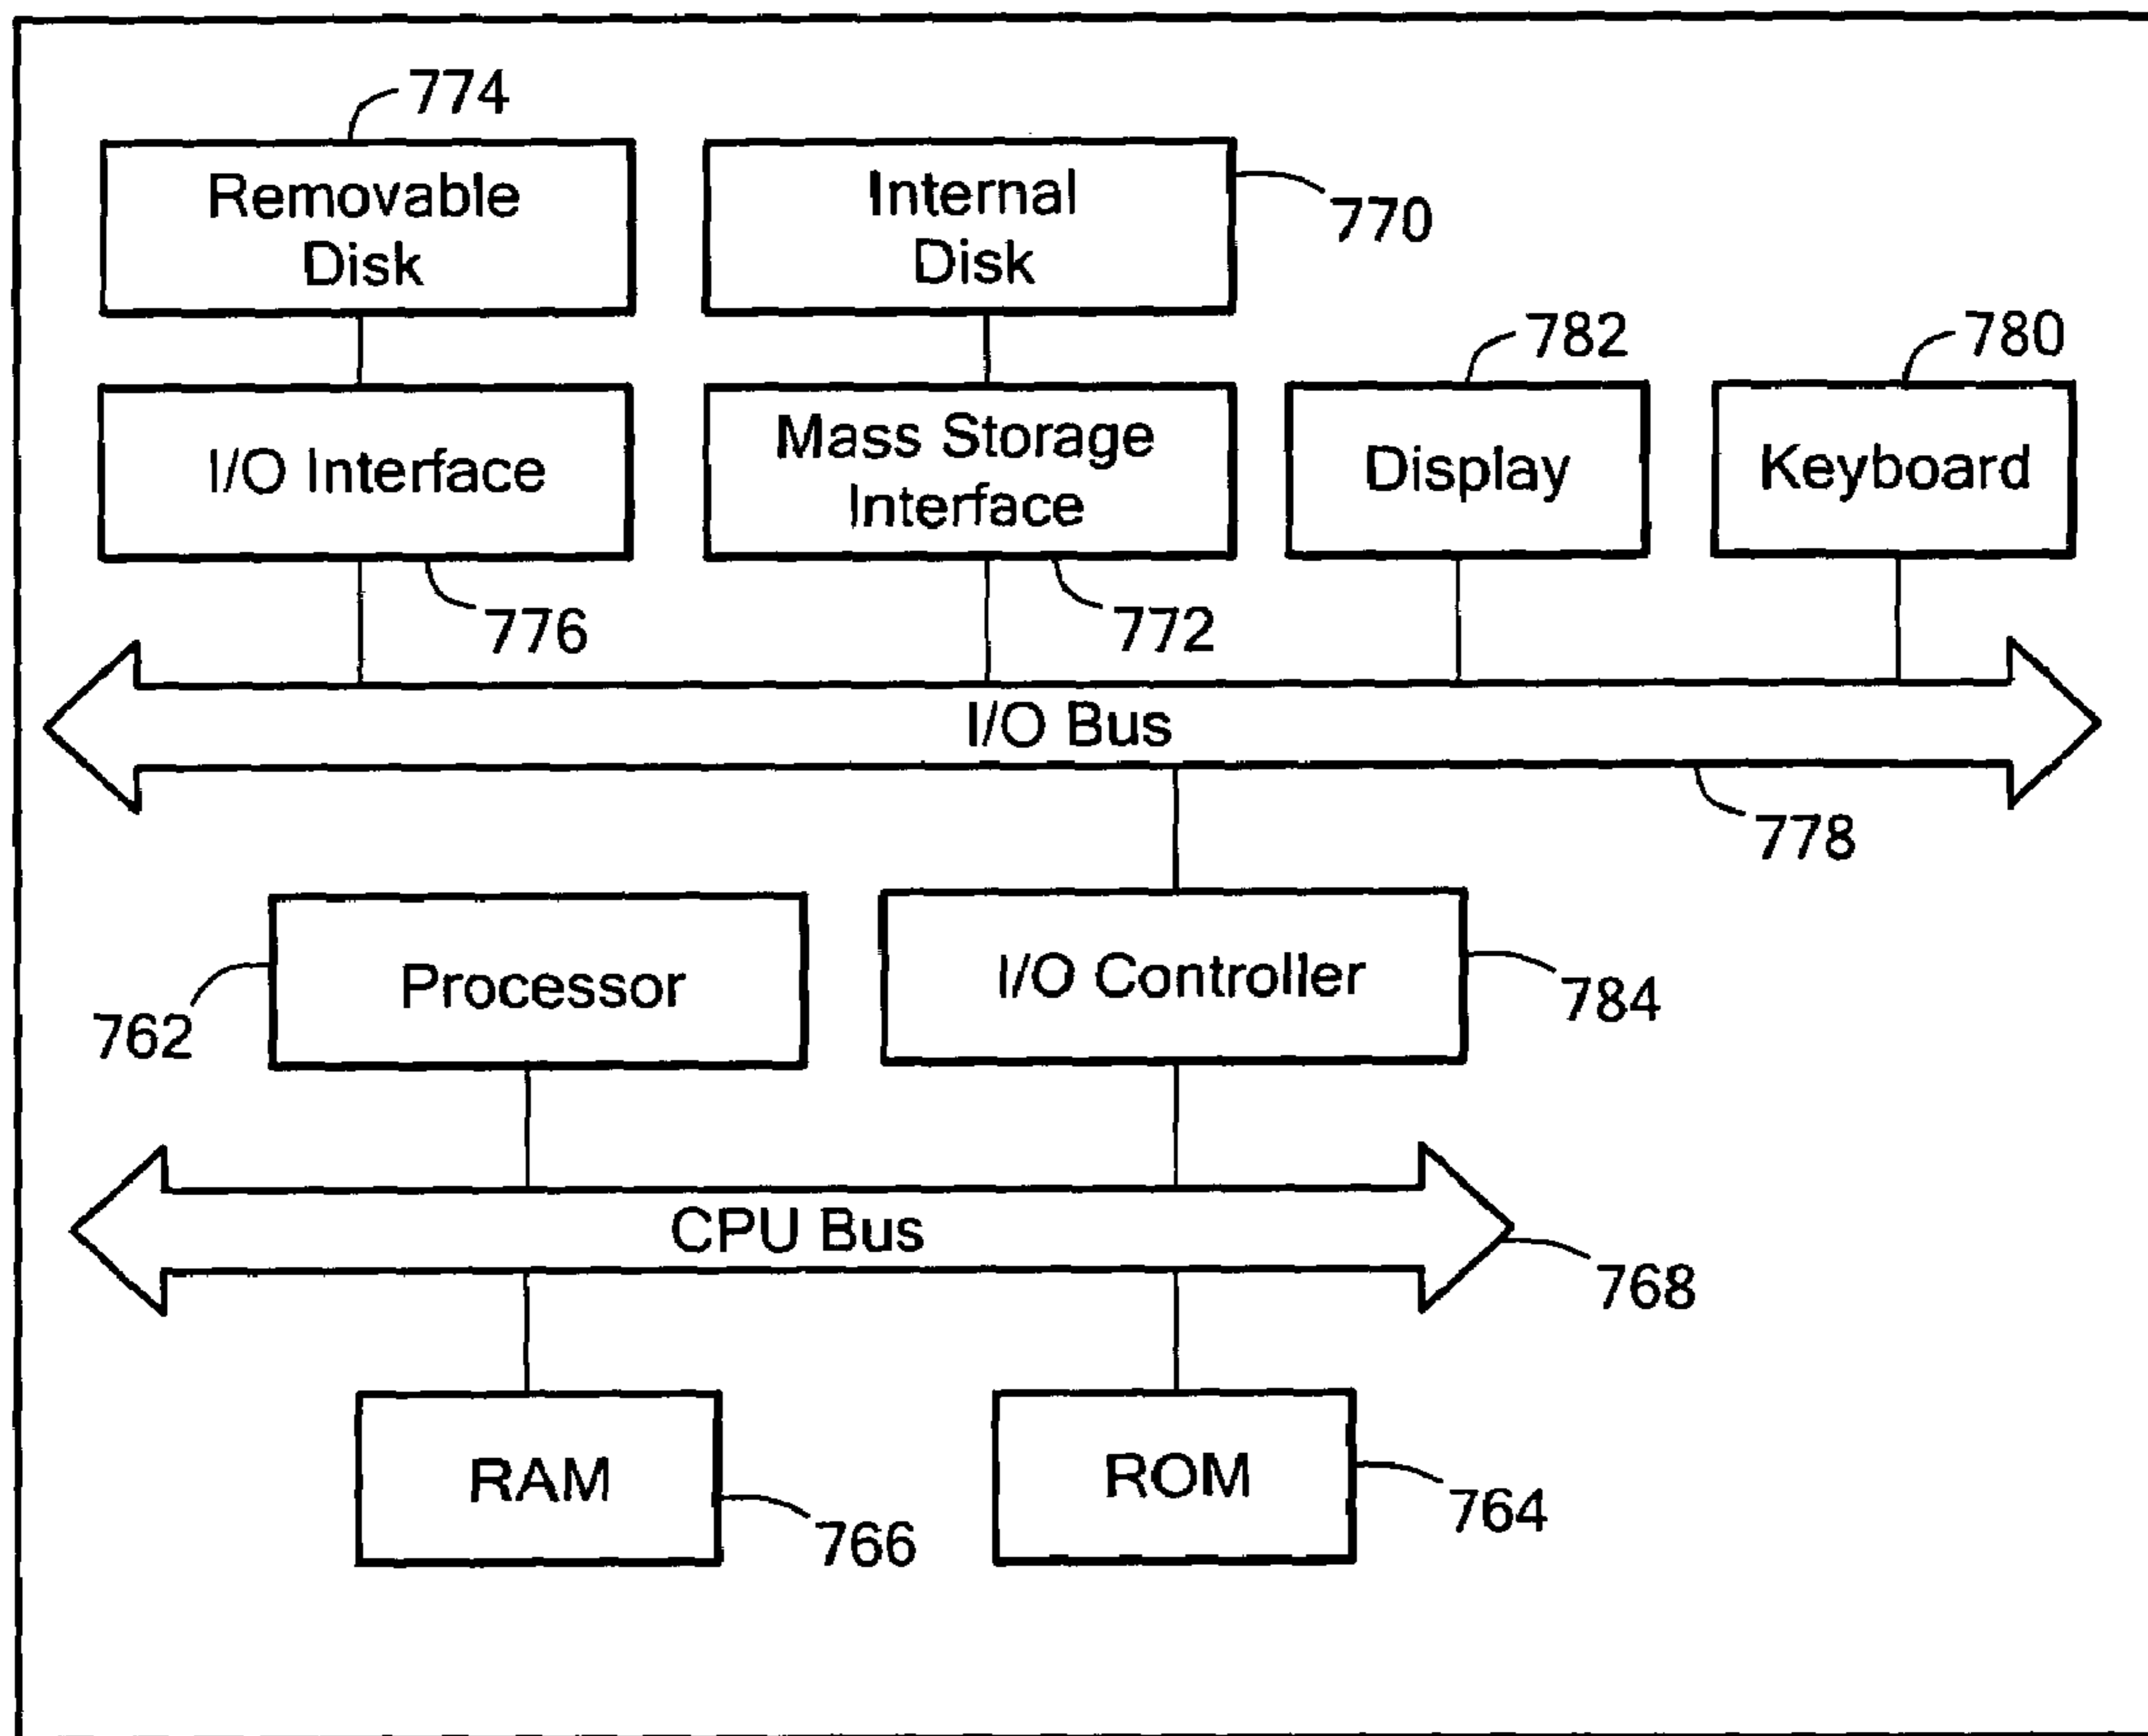 774
Removable
Disk
Internal
Disk
770
782
780
I/O Interface
Mass Storage
Interface
Display
Keyboard
776
772
I/O Bus
778
Processor
I/O Controller
762
784
CPU Bus
768
RAM
ROM
766
764